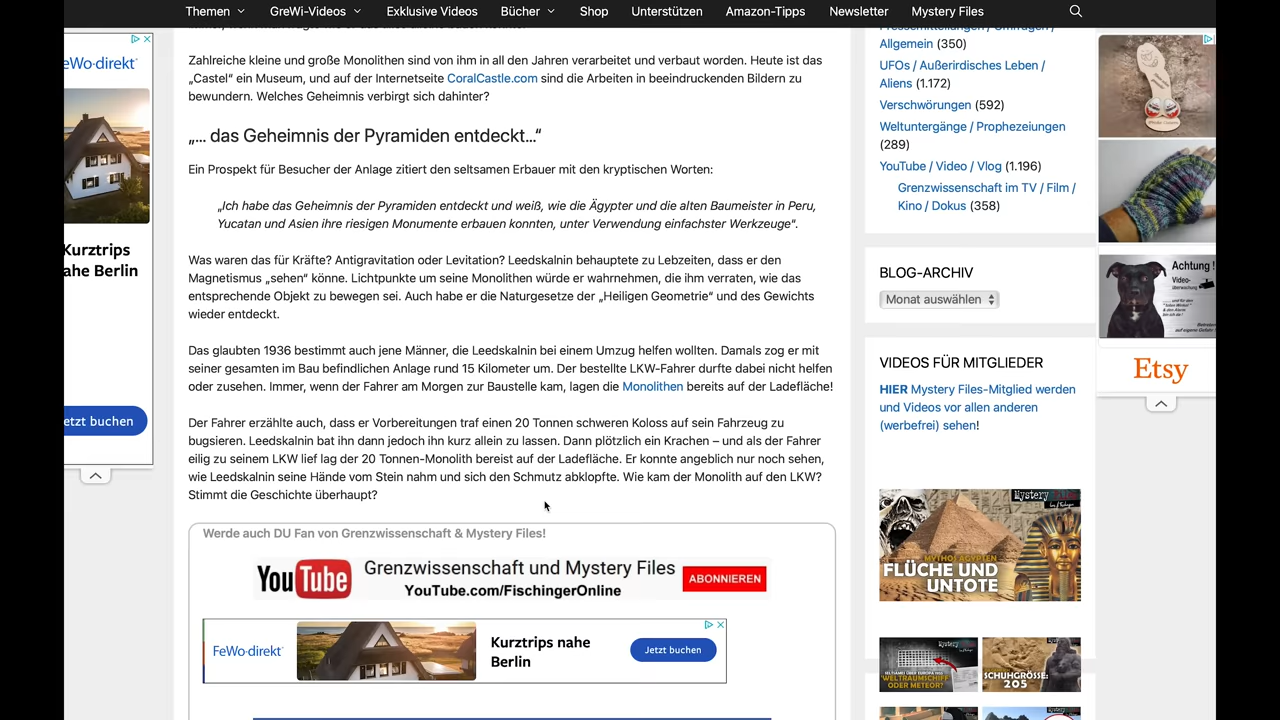 Themen
GreWi-Videos
Exklusive Videos
Bücher
Shop
Unterstützen
Amazon-Tipps
Newsletter
Mystery Files
Zahlreiche kleine und große Monolithen sind von ihm in all den Jahren verarbeitet und verbaut worden. Heute ist das
„Castel“ ein Museum, und auf der Internetseite CoralCastle.com sind die Arbeiten in beeindruckenden Bildern zu
bewundern. Welches Geheimnis verbirgt sich dahinter?
„… das Geheimnis der Pyramiden entdeckt…“
Ein Prospekt für Besucher der Anlage zitiert den seltsamen Erbauer mit den kryptischen Worten:
„Ich habe das Geheimnis der Pyramiden entdeckt und weiß, wie die Ägypter und die alten Baumeister in Peru,
Yucatan und Asien ihre riesigen Monumente erbauen konnten, unter Verwendung einfachster Werkzeuge“.
Was waren das für Kräfte? Antigravitation oder Levitation? Leedskalnin behauptete zu Lebzeiten, dass er den
Magnetismus „sehen“ könne. Lichtpunkte um seine Monolithen würde er wahrnehmen, die ihm verraten, wie das
entsprechende Objekt zu bewegen sei. Auch habe er die Naturgesetze der „Heiligen Geometrie“ und des Gewichts
wieder entdeckt.
Das glaubten 1936 bestimmt auch jene Männer, die Leedskalnin bei einem Umzug helfen wollten. Damals zog er mit
seiner gesamten im Bau befindlichen Anlage rund 15 Kilometer um. Der bestellte LKW-Fahrer durfte dabei nicht helfen
oder zusehen. Immer, wenn der Fahrer am Morgen zur Baustelle kam, lagen die Monolithen bereits auf der Ladefläche!
Der Fahrer erzählte auch, dass er Vorbereitungen traf einen 20 Tonnen schweren Koloss auf sein Fahrzeug zu
bugsieren. Leedskalnin bat ihn dann jedoch ihn kurz allein zu lassen. Dann plötzlich ein Krachen – und als der Fahrer
eilig zu seinem LKW lief lag der 20 Tonnen-Monolith bereist auf der Ladefläche. Er konnte angeblich nur noch sehen,
wie Leedskalnin seine Hände vom Stein nahm und sich den Schmutz abklopfte. Wie kam der Monolith auf den LKW?
Stimmt die Geschichte überhaupt?
Werde auch DU Fan von Grenzwissenschaft & Mystery Files!
YouTube
Grenzwissenschaft und Mystery Files
YouTube.com/FischingerOnline
ABONNIEREN
FeWo-direkt
Kurztrips nahe
Berlin
Jetzt buchen
eWo-direkt
Kurztrips
ahe Berlin
etzt buchen
Pressemitteilungen / Umfragen /
Allgemein (350)
UFOs / Außerirdisches Leben /
Aliens (1.172)
Verschwörungen (592)
Weltuntergänge / Prophezeiungen
(289)
YouTube / Video / Vlog (1.196)
Grenzwissenschaft im TV / Film /
Kino / Dokus (358)
BLOG-ARCHIV
Monat auswählen
VIDEOS FÜR MITGLIEDER
HIER Mystery Files-Mitglied werden
und Videos vor allen anderen
(werbefrei) sehen!
Mystery
MYTHOS ÄGYPTEN
FLÜCHE UND
UNTOTE
WELTRAUMSCHIFF
ODER METEOR?
SCHUHGRÖSSE:
205
Achtung !
Video-
überwachung
Etsy